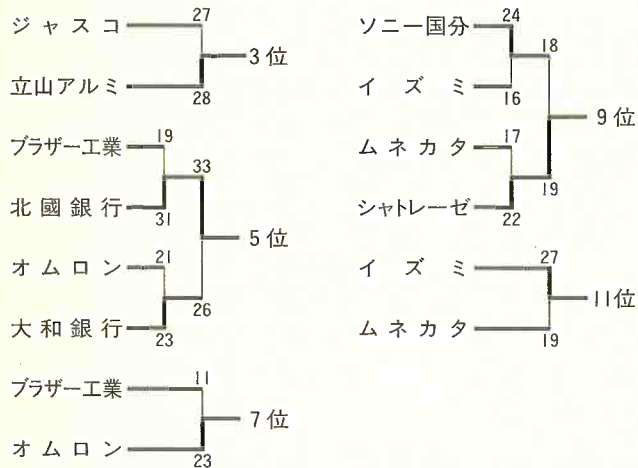 ジャスコ 27
3位
立山アルミ 28
ブラザー工業 19
33
北國銀行 31
5位
オムロン 21
26
大和銀行 23
ブラザー工業 11
7位
オムロン 23
ソニー国分 24
18
イズミ 16
9位
ムネカタ 17
19
シャトレーゼ 22
イズミ 27
11位
ムネカタ 19